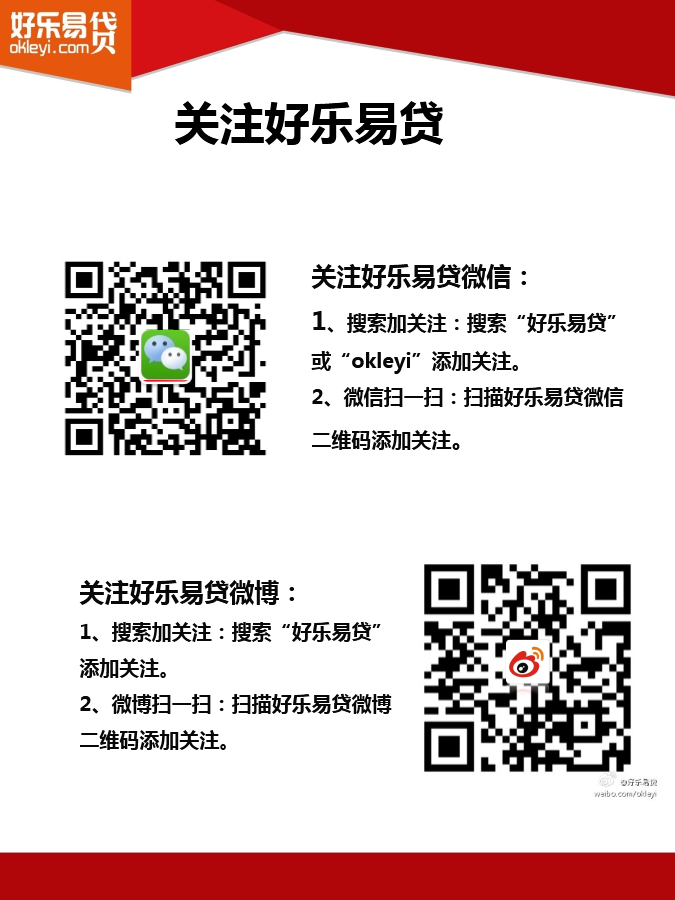 好乐易贷
okleyi.com
关注好乐易贷
关注好乐易贷微信：
1、搜索加关注：搜索“好乐易贷”
或“okleyi”添加关注。
2、微信扫一扫：扫描好乐易贷微信
二维码添加关注。
关注好乐易贷微博：
1、搜索加关注：搜索“好乐易贷”
添加关注。
2、微博扫一扫：扫描好乐易贷微博
二维码添加关注。
@好乐易贷
weibo.com/okleyi